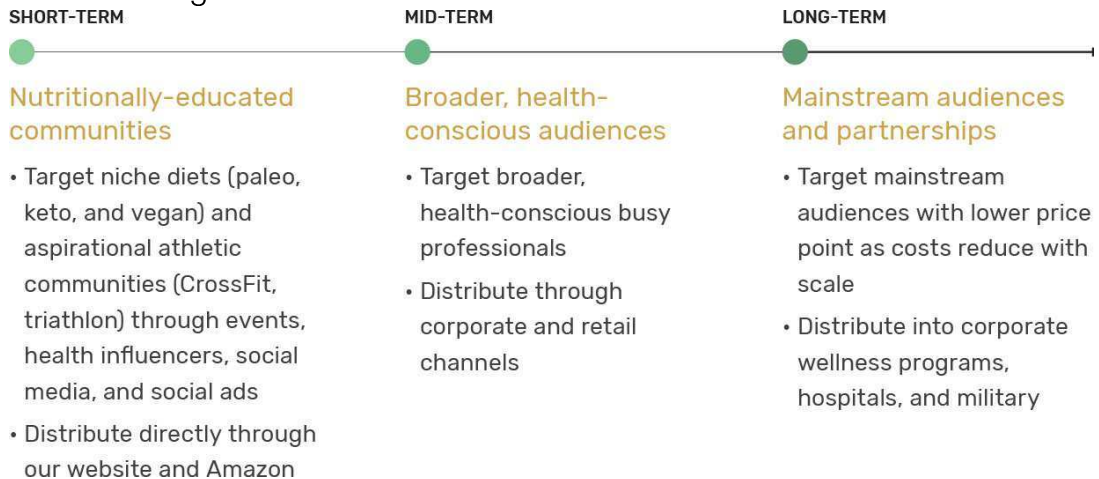 SHORT-TERM
Nutritionally-educated
communities
• Target niche diets (paleo,
keto, and vegan) and
aspirational athletic
communities (CrossFit,
triathlon) through events,
health influencers, social
media, and social ads
• Distribute directly through
our website and Amazon
MID-TERM
Broader, health-
conscious audiences
• Target broader,
health-conscious busy
professionals
• Distribute through
corporate and retail
channels
LONG-TERM
Mainstream audiences
and partnerships
• Target mainstream
audiences with lower price
point as costs reduce with
scale
• Distribute into corporate
wellness programs,
hospitals, and military